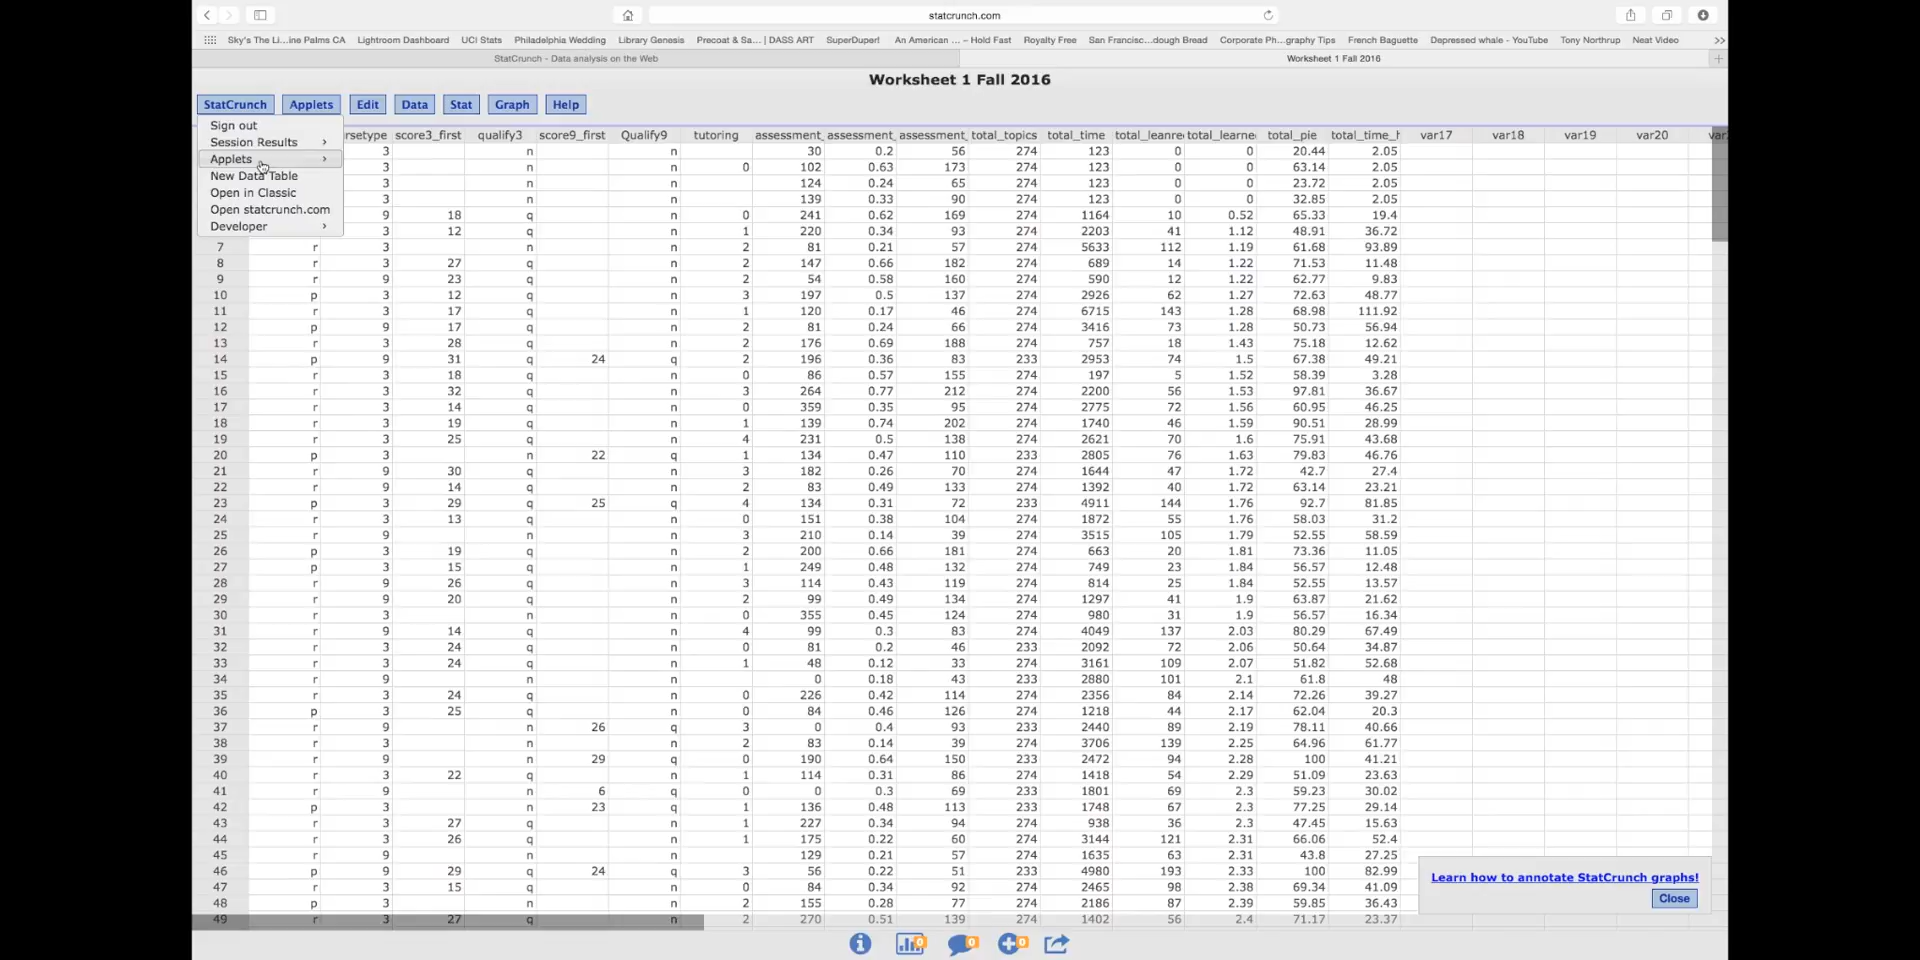 statcrunch.com
Sky's The Li...ine Palms CA Lightroom Dashboard UCI Stats Philadelphia Wedding Library Genesis Precoat & Sa... | DASS ART SuperDuper! An American ... – Hold Fast Royalty Free San Francisc...dough Bread Corporate Ph...graphy Tips French Baguette Depressed whale - YouTube Tony Northrup Neat Video
StatCrunch - Data analysis on the Web Worksheet 1 Fall 2016
Worksheet 1 Fall 2016
StatCrunch Applets Edit Data Stat Graph Help
Sign out
Session Results
Applets
New Data Table
Open in Classic
Open statcrunch.com
Developer
rsetype score3_first qualify3 score9_first Qualify9 tutoring assessment_ assessment_ assessment_ total_topics total_time total_leanre total_learne total_pie total_time_h var17 var18 var19 var20
3 n n 30 0.2 56 274 123 0 0 20.44 2.05
3 n n 0 102 0.63 173 274 123 0 0 63.14 2.05
3 n n 124 0.24 65 274 123 0 0 23.72 2.05
3 n n 139 0.33 90 274 123 0 0 32.85 2.05
9 18 q n 0 241 0.62 169 274 1164 10 0.52 65.33 19.4
3 12 q n 1 220 0.34 93 274 2203 41 1.12 48.91 36.72
7 r 3 n n 2 81 0.21 57 274 5633 112 1.19 61.68 93.89
8 r 3 27 q n 2 147 0.66 182 274 689 14 1.22 71.53 11.48
9 r 9 23 q n 2 54 0.58 160 274 590 12 1.22 62.77 9.83
10 p 3 12 q n 3 197 0.5 137 274 2926 62 1.27 72.63 48.77
11 r 3 17 q n 1 120 0.17 46 274 6715 143 1.28 68.98 111.92
12 p 9 17 q n 2 81 0.24 66 274 3416 73 1.28 50.73 56.94
13 r 3 28 q n 2 176 0.69 188 274 757 18 1.43 75.18 12.62
14 p 9 31 q 24 q 2 196 0.36 83 233 2953 74 1.5 67.38 49.21
15 r 3 18 q n 0 86 0.57 155 274 197 5 1.52 58.39 3.28
16 r 3 32 q n 3 264 0.77 212 274 2200 56 1.53 97.81 36.67
17 r 3 14 q n 0 359 0.35 95 274 2775 72 1.56 60.95 46.25
18 r 3 19 q n 1 139 0.74 202 274 1740 46 1.59 90.51 28.99
19 r 3 25 q n 4 231 0.5 138 274 2621 70 1.6 75.91 43.68
20 p 3 n 22 q 1 134 0.47 110 233 2805 76 1.63 79.83 46.76
21 r 9 30 q n 3 182 0.26 70 274 1644 47 1.72 42.7 27.4
22 r 9 14 q n 2 83 0.49 133 274 1392 40 1.72 63.14 23.21
23 p 3 29 q 25 q 4 134 0.31 72 233 4911 144 1.76 92.7 81.85
24 r 3 13 q n 0 151 0.38 104 274 1872 55 1.76 58.03 31.2
25 r 9 n n 3 210 0.14 39 274 3515 105 1.79 52.55 58.59
26 p 3 19 q n 2 200 0.66 181 274 663 20 1.81 73.36 11.05
27 p 3 15 q n 1 249 0.48 132 274 749 23 1.84 56.57 12.48
28 r 9 26 q n 3 114 0.43 119 274 814 25 1.84 52.55 13.57
29 r 9 20 q n 2 99 0.49 134 274 1297 41 1.9 63.87 21.62
30 r 3 n n 0 355 0.45 124 274 980 31 1.9 56.57 16.34
31 r 9 14 q n 4 99 0.3 83 274 4049 137 2.03 80.29 67.49
32 r 3 24 q n 0 81 0.2 46 233 2092 72 2.06 50.64 34.87
33 r 3 24 q n 1 48 0.12 33 274 3161 109 2.07 51.82 52.68
34 r 9 n n 0 0.18 43 233 2880 101 2.1 61.8 48
35 r 3 24 q n 0 226 0.42 114 274 2356 84 2.14 72.26 39.27
36 p 3 25 q n 0 84 0.46 126 274 1218 44 2.17 62.04 20.3
37 r 9 n 26 q 3 0 0.4 93 233 2440 89 2.19 78.11 40.66
38 r 3 n n 2 83 0.14 39 274 3706 139 2.25 64.96 61.77
39 r 9 n 29 q 0 190 0.64 150 233 2472 94 2.28 100 41.21
40 r 3 22 q n 1 114 0.31 86 274 1418 54 2.29 51.09 23.63
41 r 9 n 6 q 0 0 0.3 69 233 1801 69 2.3 59.23 30.02
42 p 3 n 23 q 1 136 0.48 113 233 1748 67 2.3 77.25 29.14
43 r 3 27 q n 1 227 0.34 94 274 938 36 2.3 47.45 15.63
44 r 3 26 q n 1 175 0.22 60 274 3144 121 2.31 66.06 52.4
45 r 9 n n 129 0.21 57 274 1635 63 2.31 43.8 27.25
46 p 9 29 q 24 q 3 56 0.22 51 233 4980 193 2.33 100 82.99
47 r 3 15 q n 0 84 0.34 92 274 2465 98 2.38 69.34 41.09
48 p 3 n n 2 155 0.28 77 274 2186 87 2.39 59.85 36.43
49 r 3 27 q n 2 270 0.51 139 274 1402 56 2.4 71.17 23.37
Learn how to annotate StatCrunch graphs!
Close
0 0 0